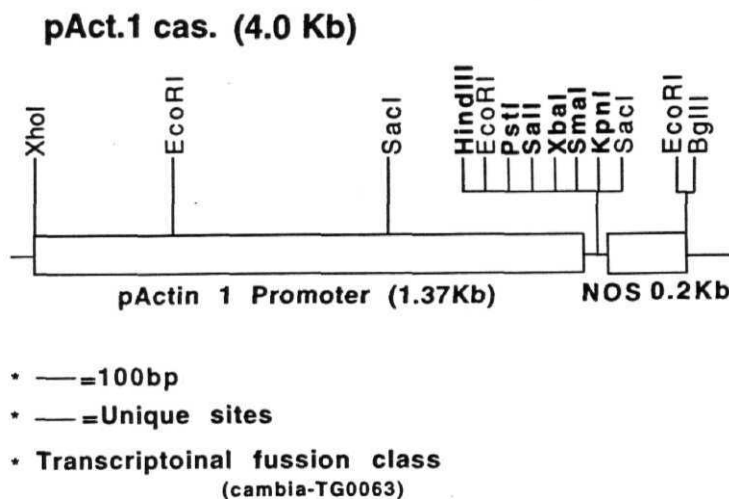 pAct.1 cas. (4.0 Kb)
XhoI
EcoRI
SacI
HindIII
EcoRI
PstI
SalI
XbaI
SmaI
KpnI
SacI
EcoRI
BglII
pActin 1 Promoter (1.37Kb)
NOS 0.2Kb
* — =100bp
* — =Unique sites
* Transcriptoinal fussion class
(cambia-TG0063)